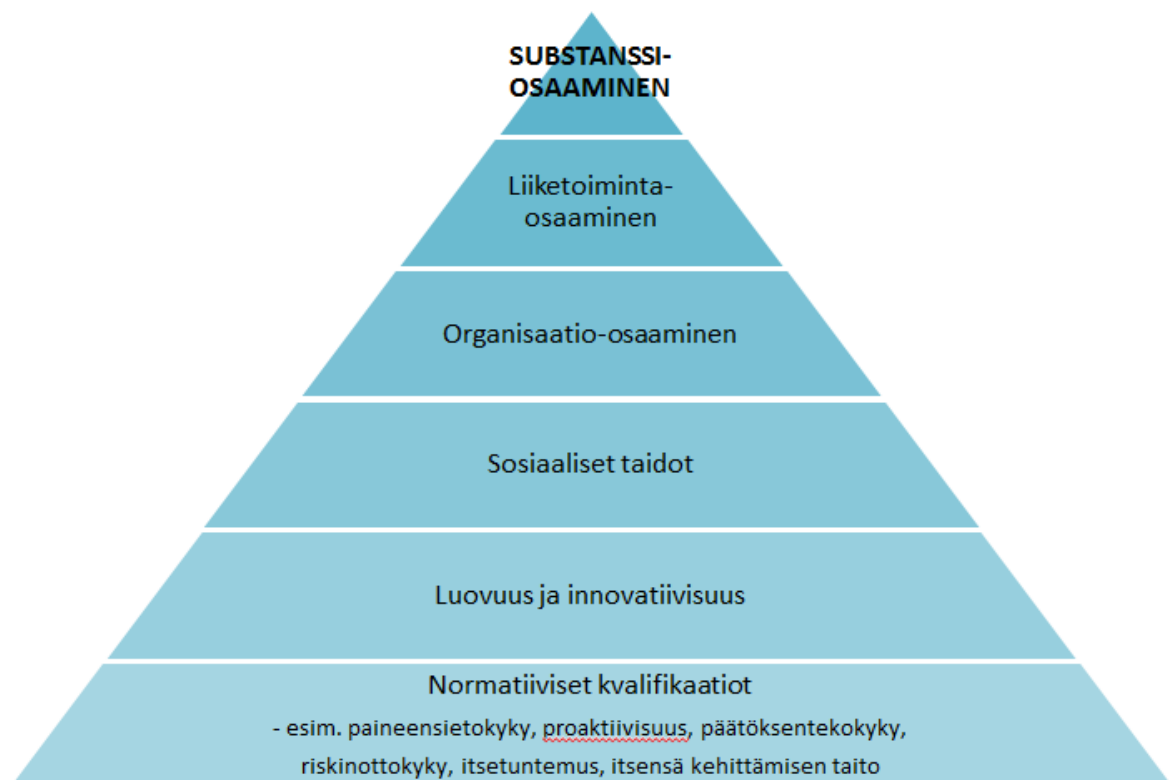 SUBSTANSSI-
OSAAMINEN
Liiketoiminta-
osaaminen
Organisaatio-osaaminen
Sosiaaliset taidot
Luovuus ja innovatiivisuus
Normatiiviset kvalifikaatiot
- esim. paineensietokyky, proaktiivisuus, päätöksentekokyky,
riskinottokyky, itsetuntemus, itsensä kehittämisen taito